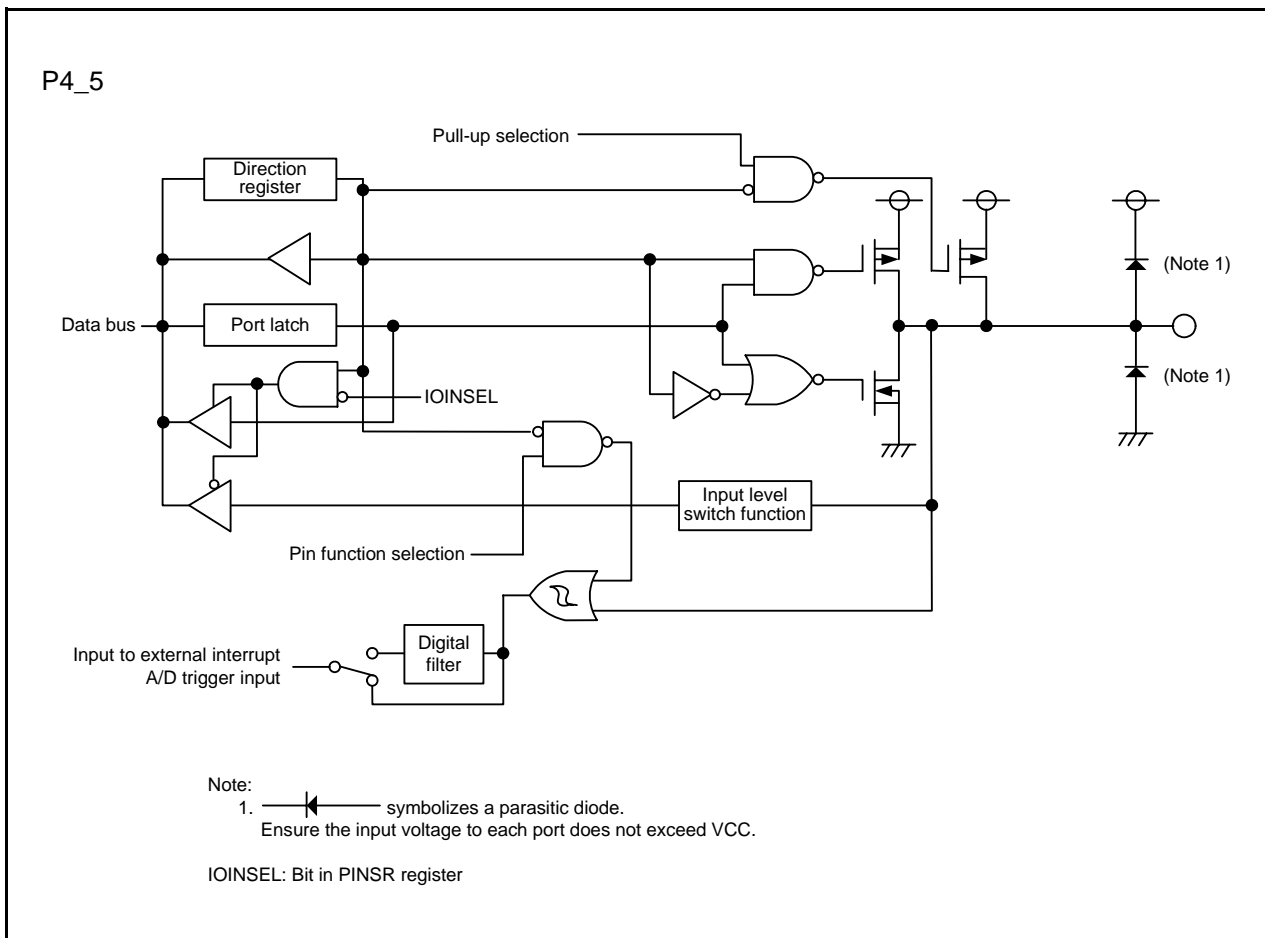 P4_5
Pull-up selection
Direction
register
(Note 1)
Data bus
Port latch
(Note 1)
IOINSEL
Input level
switch function
Pin function selection
Digital
filter
Input to external interrupt
A/D trigger input
Note:
1. symbolizes a parasitic diode.
Ensure the input voltage to each port does not exceed VCC.
IOINSEL: Bit in PINSR register